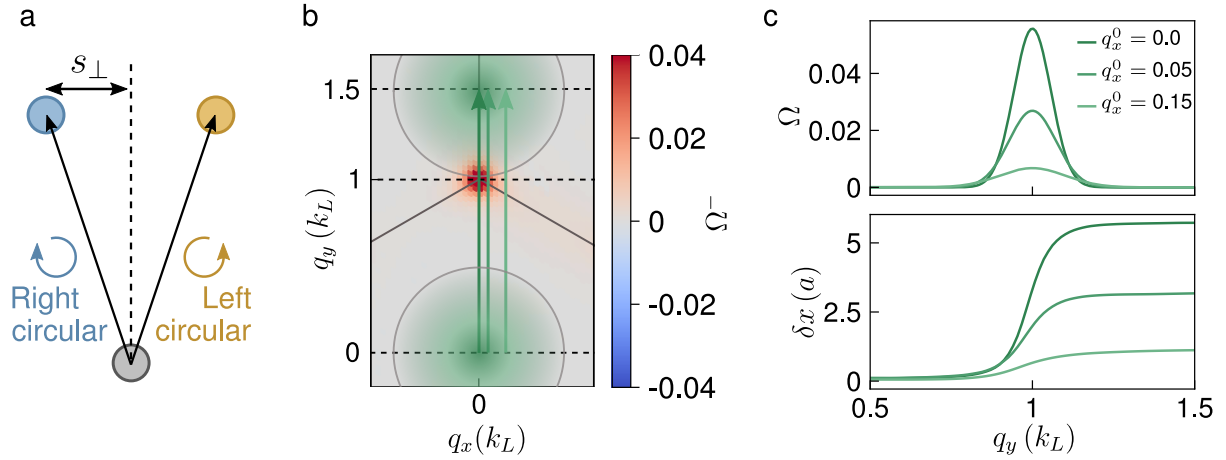 a
s⊥
Right
circular
Left
circular
b
q_y (k_L)
1.5
1
0
0
q_x(k_L)
0.04
0.02
0
-0.02
-0.04
Ω⁻
c
Ω
0.04
0.02
0
q_x^0 = 0.0
q_x^0 = 0.05
q_x^0 = 0.15
δx (a)
5
2.5
0
0.5
1
1.5
q_y (k_L)